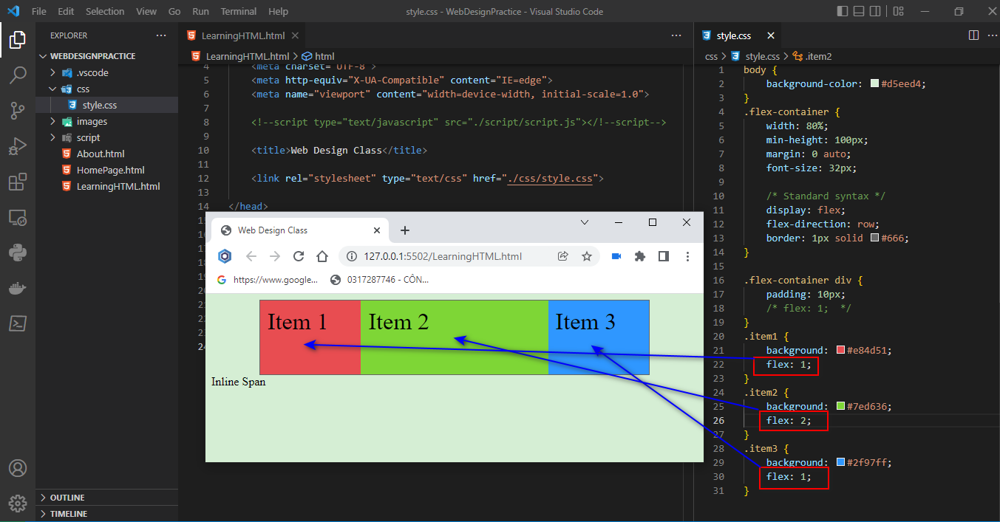 File Edit Selection View Go Run Terminal Help style.css - WebDesignPractice - Visual Studio Code
EXPLORER
WEBDESIGNPRACTICE
.vscode
css
style.css
images
script
About.html
HomePage.html
LearningHTML.html
OUTLINE
TIMELINE
LearningHTML.html
LearningHTML.html > html
4 <meta charset="UTF-8">
5 <meta http-equiv="X-UA-Compatible" content="IE=edge">
6 <meta name="viewport" content="width=device-width, initial-scale=1.0">
7
8 <!--script type="text/javascript" src="./script/script.js"></!--script-->
9
10 <title>Web Design Class</title>
11
12 <link rel="stylesheet" type="text/css" href="./css/style.css">
13
14 </head>
Web Design Class
127.0.0.1:5502/LearningHTML.html
https://www.google... 0317287746 - CÔN...
Item 1 Item 2 Item 3
Inline Span
style.css
css > style.css > .item2
1 body {
2 background-color: #d5eed4;
3 }
4 .flex-container {
5 width: 80%;
6 min-height: 100px;
7 margin: 0 auto;
8 font-size: 32px;
9
10 /* Standard syntax */
11 display: flex;
12 flex-direction: row;
13 border: 1px solid #666;
14 }
15
16 .flex-container div {
17 padding: 10px;
18 /* flex: 1;  */
19 }
20 .item1 {
21 background: #e84d51;
22 flex: 1;
23 }
24 .item2 {
25 background: #7ed636;
26 flex: 2;
27 }
28 .item3 {
29 background: #2f97ff;
30 flex: 1;
31 }